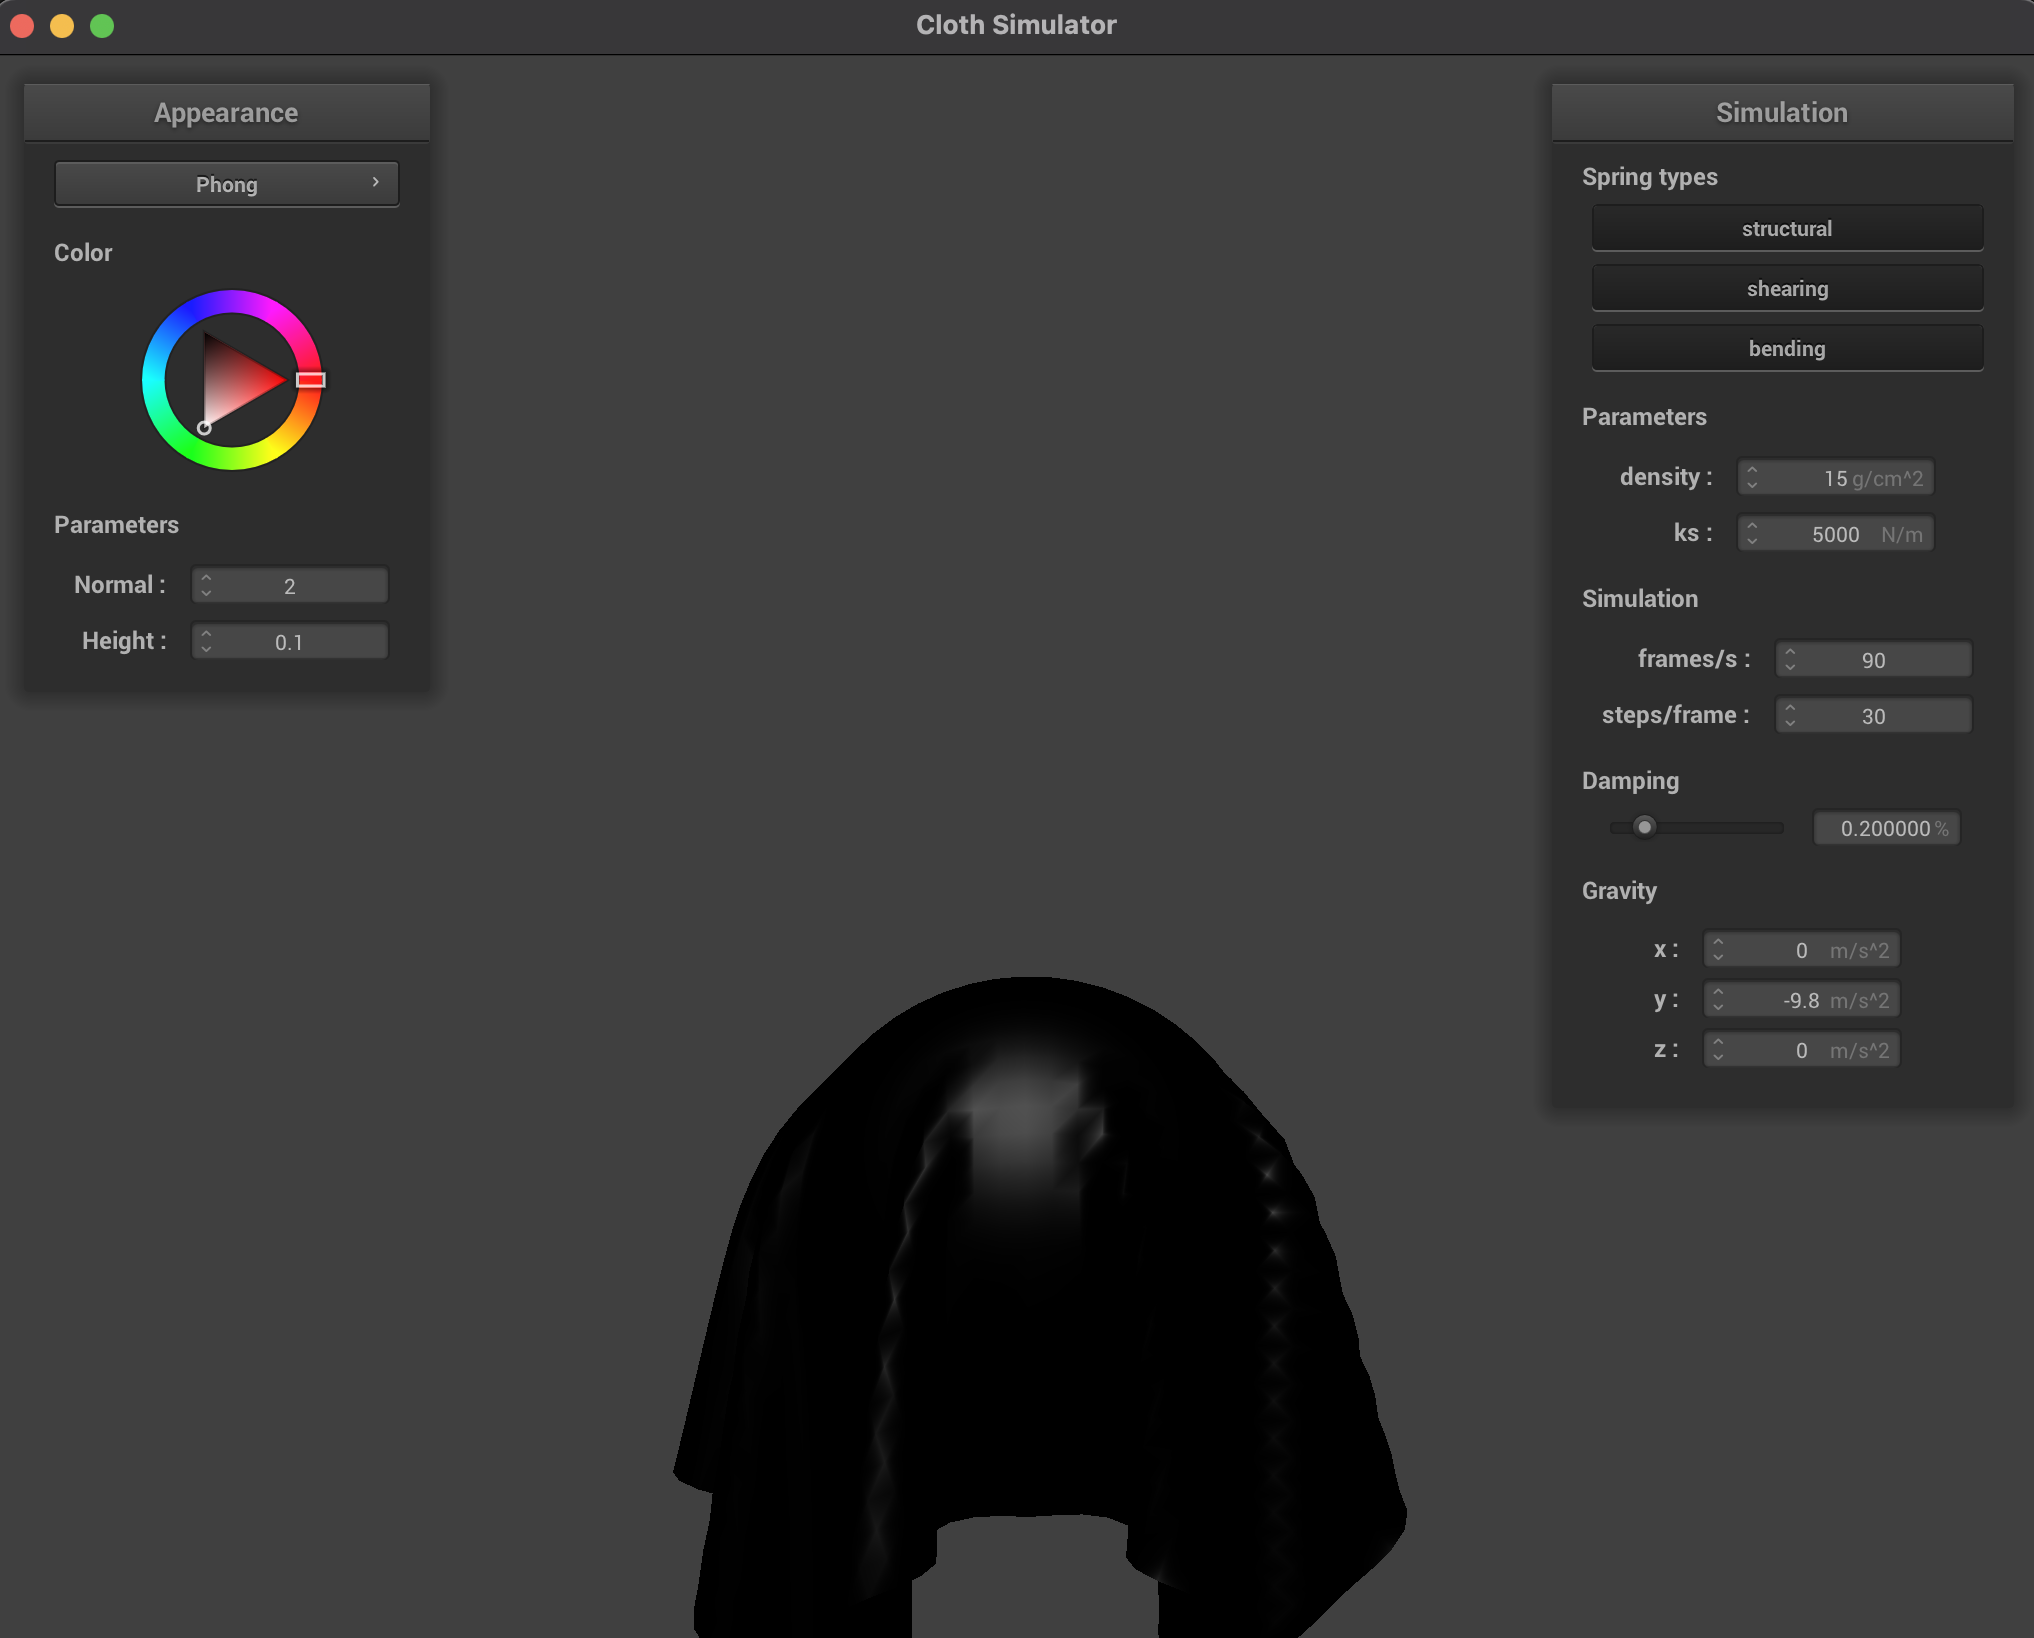 Cloth Simulator
Appearance
Phong
Color
Parameters
Normal : 2
Height : 0.1
Simulation
Spring types
structural
shearing
bending
Parameters
density : 15 g/cm^2
ks : 5000 N/m
Simulation
frames/s : 90
steps/frame : 30
Damping
0.200000 %
Gravity
x : 0 m/s^2
y : -9.8 m/s^2
z : 0 m/s^2